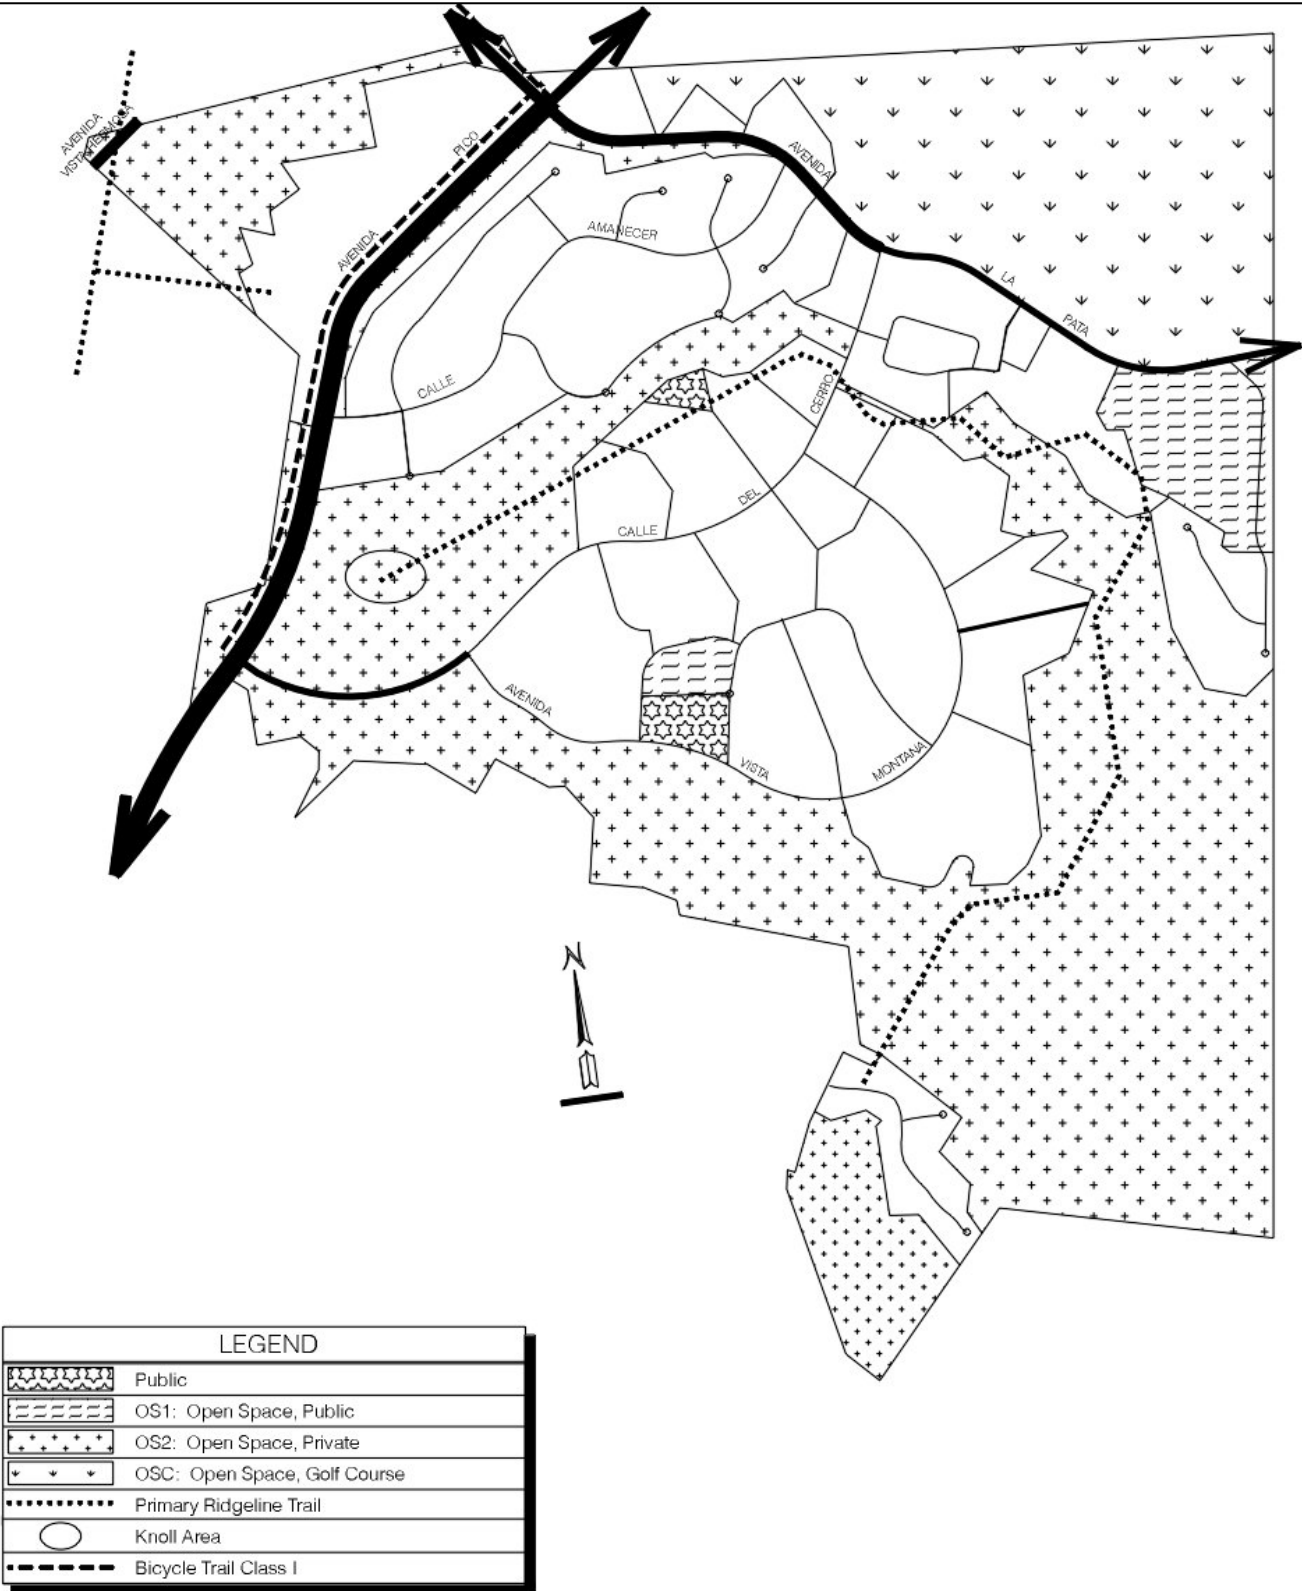 AVENIDA
VISTA HERMOSA
PICO
AVENIDA
AVENIDA
AMANECER
LA
PATA
CALLE
CERRO
DEL
CALLE
AVENIDA
VISTA
MONTANA
N
LEGEND
Public
OS1: Open Space, Public
OS2: Open Space, Private
OSC: Open Space, Golf Course
Primary Ridgeline Trail
Knoll Area
Bicycle Trail Class I